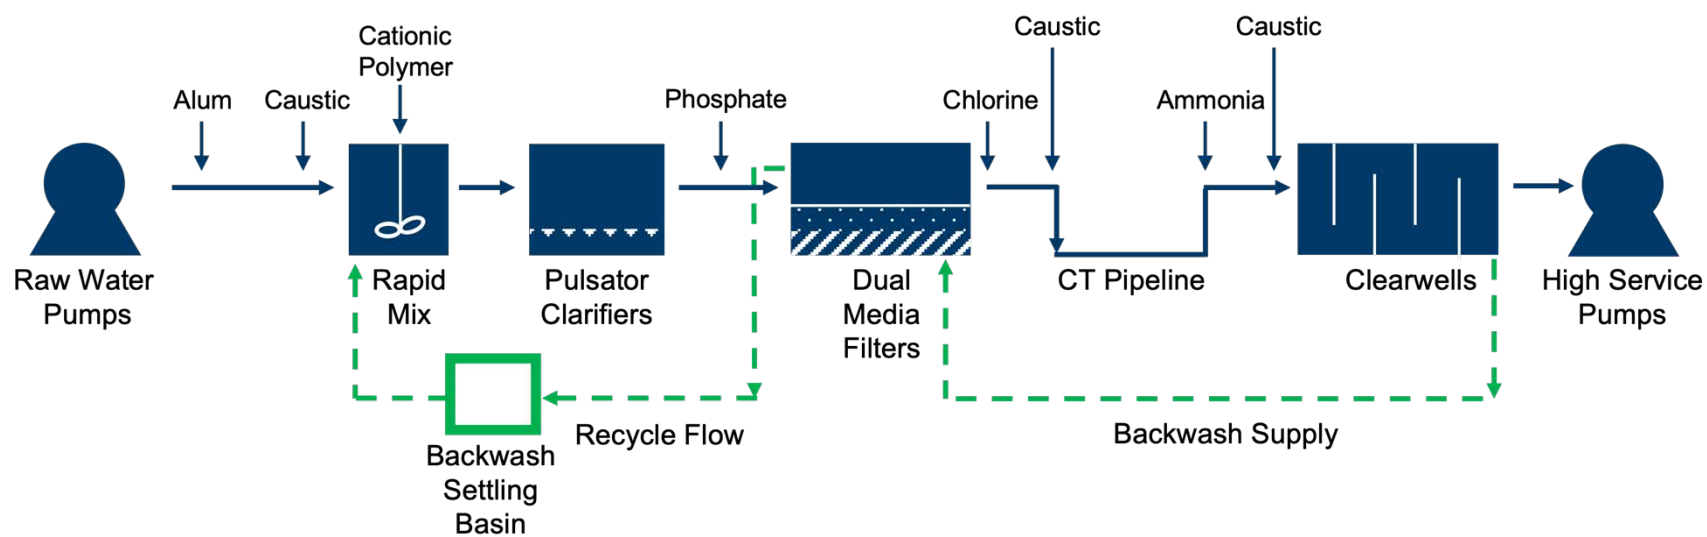 Caustic
Caustic
Cationic
Polymer
Alum
Caustic
Phosphate
Chlorine
Ammonia
Raw Water
Pumps
Rapid
Mix
Pulsator
Clarifiers
Dual
Media
Filters
CT Pipeline
Clearwells
High Service
Pumps
Recycle Flow
Backwash Supply
Backwash
Settling
Basin